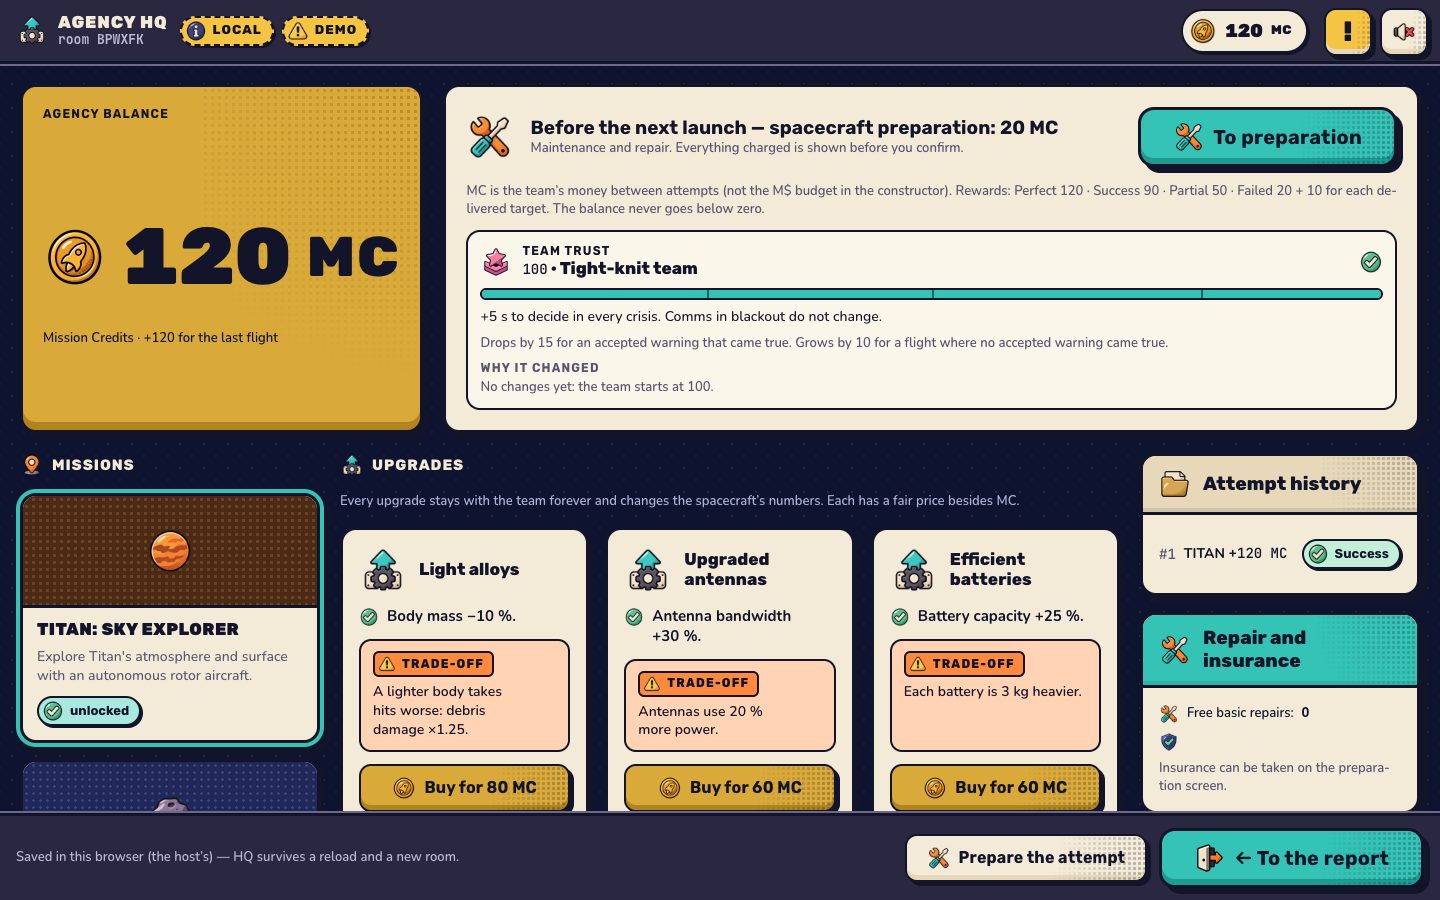 AGENCY HQ
room BPWXFK
LOCAL
DEMO
120 MC
!
AGENCY BALANCE
120 MC
Mission Credits · +120 for the last flight
Before the next launch — spacecraft preparation: 20 MC
Maintenance and repair. Everything charged is shown before you confirm.
To preparation
MC is the team's money between attempts (not the M$ budget in the constructor). Rewards: Perfect 120 · Success 90 · Partial 50 · Failed 20 + 10 for each de-
livered target. The balance never goes below zero.
TEAM TRUST
100 • Tight-knit team
+5 s to decide in every crisis. Comms in blackout do not change.
Drops by 15 for an accepted warning that came true. Grows by 10 for a flight where no accepted warning came true.
WHY IT CHANGED
No changes yet: the team starts at 100.
MISSIONS
TITAN: SKY EXPLORER
Explore Titan's atmosphere and surface
with an autonomous rotor aircraft.
unlocked
UPGRADES
Every upgrade stays with the team forever and changes the spacecraft's numbers. Each has a fair price besides MC.
Light alloys
Body mass −10 %.
TRADE-OFF
A lighter body takes
hits worse: debris
damage ×1.25.
Buy for 80 MC
Upgraded
antennas
Antenna bandwidth
+30 %.
TRADE-OFF
Antennas use 20 %
more power.
Buy for 60 MC
Efficient
batteries
Battery capacity +25 %.
TRADE-OFF
Each battery is 3 kg heavier.
Buy for 60 MC
Attempt history
#1 TITAN +120 MC
Success
Repair and
insurance
Free basic repairs: 0
Insurance can be taken on the prepara-
tion screen.
Saved in this browser (the host's) — HQ survives a reload and a new room.
Prepare the attempt
← To the report